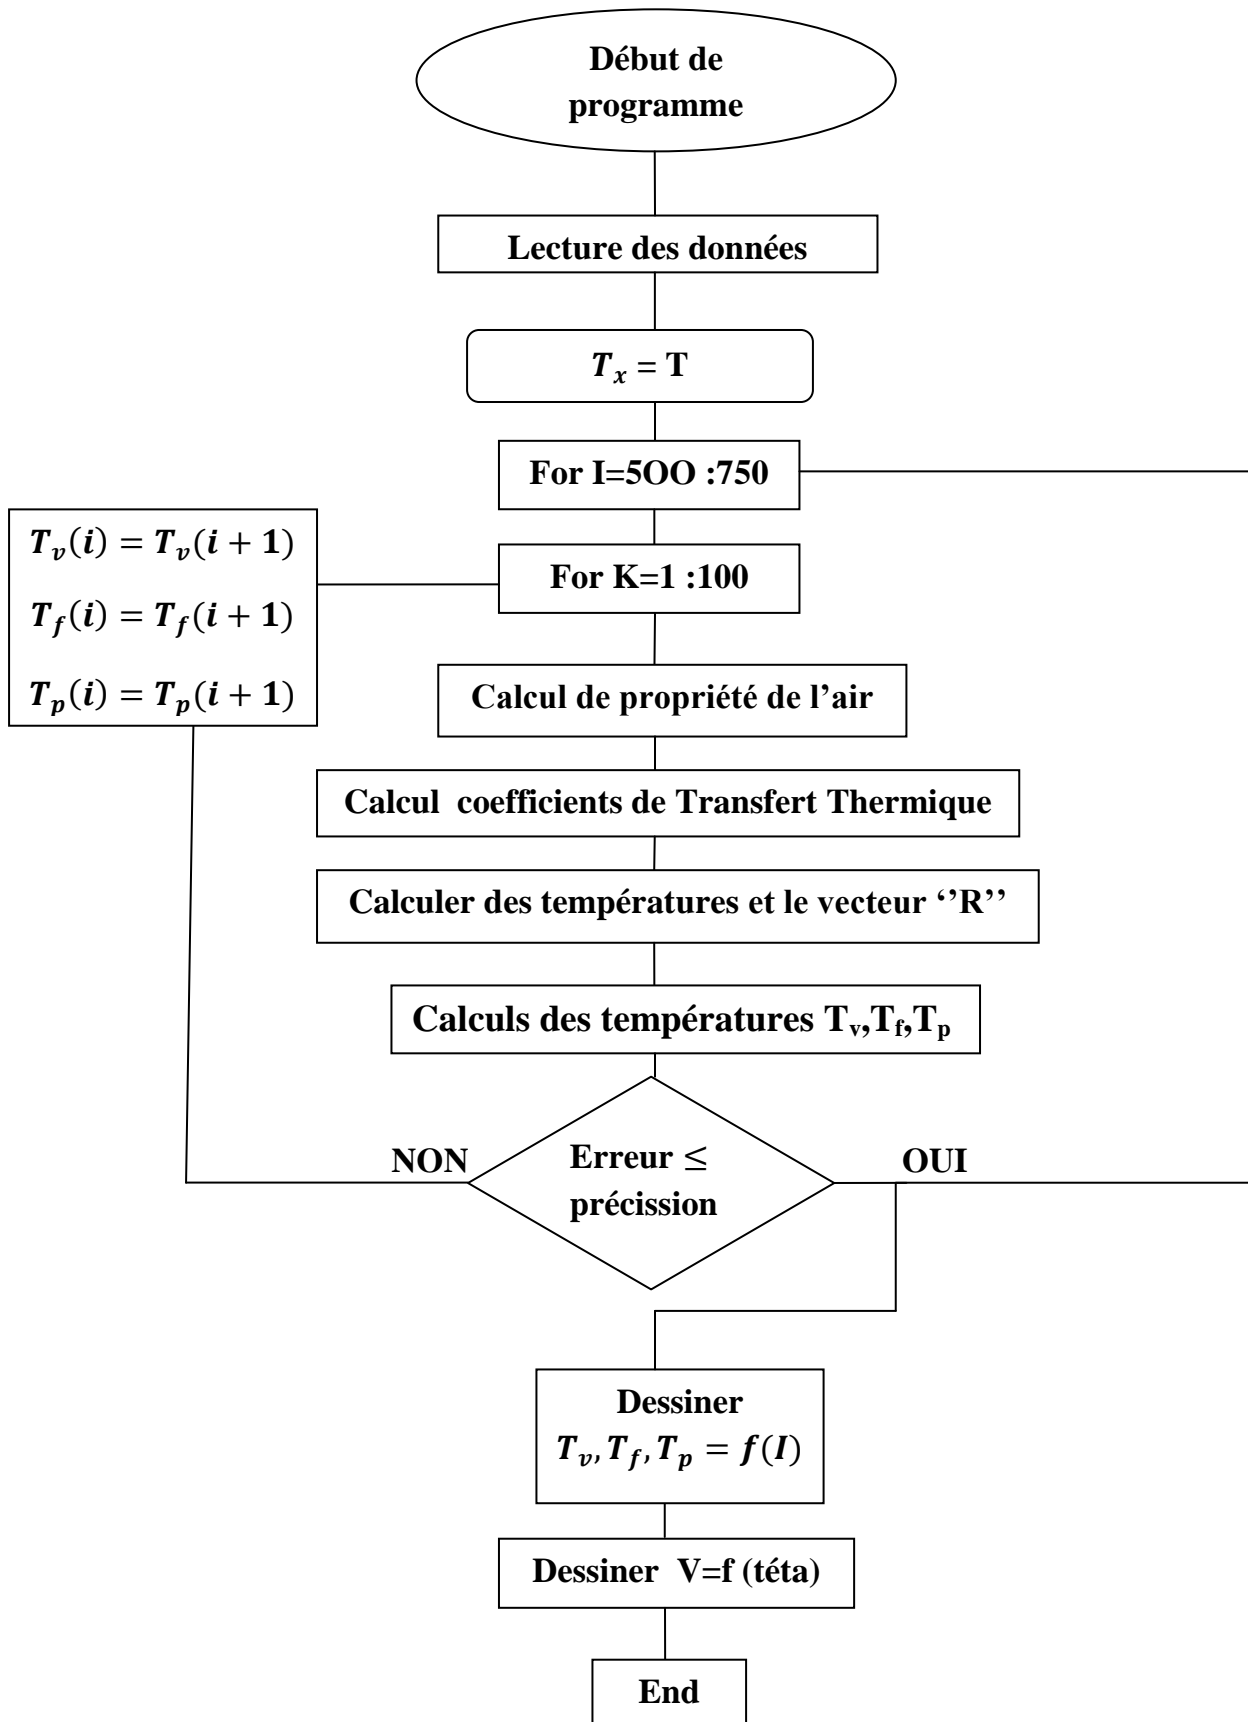 Début de
programme
Lecture des données
T_x = T
For I=5OO :750
For K=1 :100
T_v(i) = T_v(i + 1)
T_f(i) = T_f(i + 1)
T_p(i) = T_p(i + 1)
Calcul de propriété de l’air
Calcul  coefficients de Transfert Thermique
Calculer des températures et le vecteur ‘’R’’
Calculs des températures T_v,T_f,T_p
NON
Erreur ≤
précission
OUI
Dessiner
T_v, T_f, T_p = f(I)
Dessiner  V=f (téta)
End